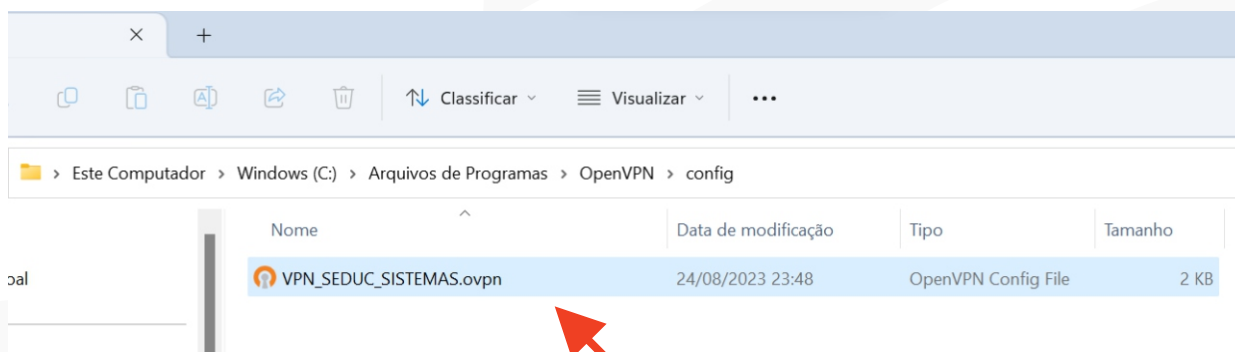 Classificar Visualizar
Este Computador > Windows (C:) > Arquivos de Programas > OpenVPN > config
Nome Data de modificação Tipo Tamanho
oal
VPN_SEDUC_SISTEMAS.ovpn 24/08/2023 23:48 OpenVPN Config File 2 KB